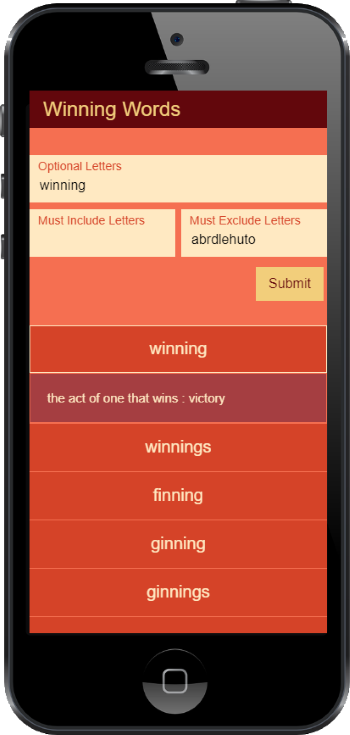 Winning Words
Optional Letters
winning
Must Include Letters
Must Exclude Letters
abrdlehuto
Submit
winning
the act of one that wins : victory
winnings
finning
ginning
ginnings